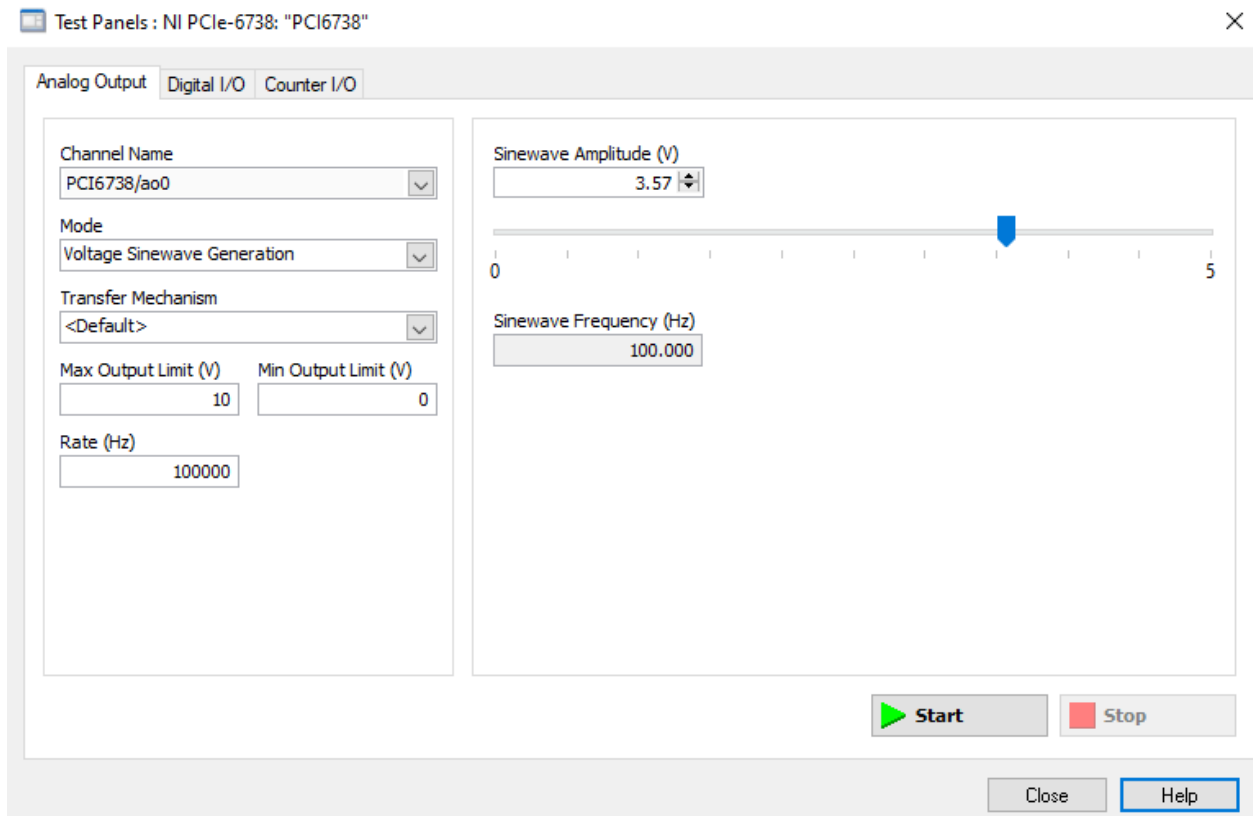 Test Panels : NI PCIe-6738: "PCI6738"
Analog Output Digital I/O Counter I/O
Channel Name
PCI6738/ao0
Mode
Voltage Sinewave Generation
Transfer Mechanism
<Default>
Max Output Limit (V) Min Output Limit (V)
10 0
Rate (Hz)
100000
Sinewave Amplitude (V)
3.57
0 5
Sinewave Frequency (Hz)
100.000
Start Stop
Close Help